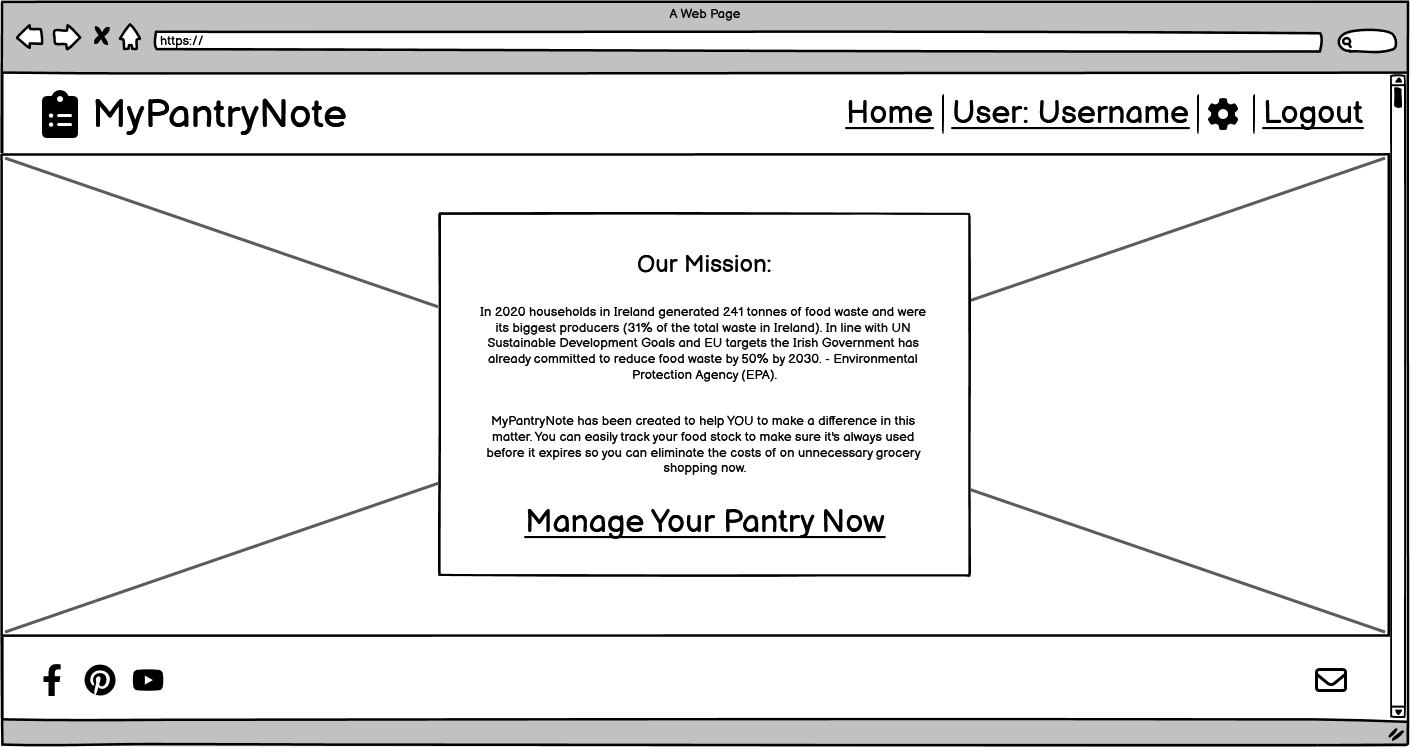 A Web Page
https://
MyPantryNote
Home
User: Username
Logout
Our Mission:
In 2020 households in Ireland generated 241 tonnes of food waste and were
its biggest producers (31% of the total waste in Ireland). In line with UN
Sustainable Development Goals and EU targets the Irish Government has
already committed to reduce food waste by 50% by 2030. - Environmental
Protection Agency (EPA).
MyPantryNote has been created to help YOU to make a difference in this
matter. You can easily track your food stock to make sure it's always used
before it expires so you can eliminate the costs of on unnecessary grocery
shopping now.
Manage Your Pantry Now